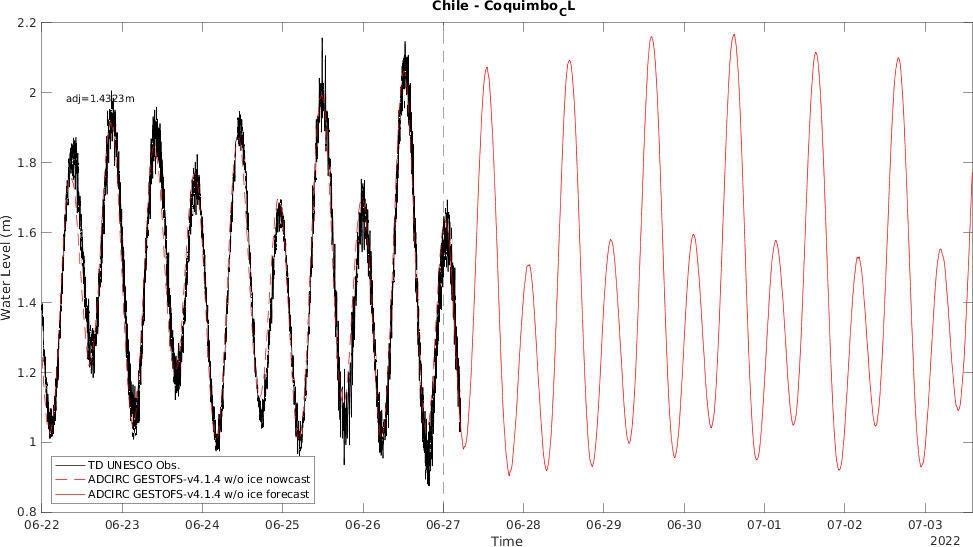 Chile - Coquimbo_CL
2.2
2
1.8
1.6
1.4
1.2
1
0.8
Water Level (m)
adj=1.4323m
TD UNESCO Obs.
ADCIRC GESTOFS-v4.1.4 w/o ice nowcast
ADCIRC GESTOFS-v4.1.4 w/o ice forecast
06-22 06-23 06-24 06-25 06-26 06-27 06-28 06-29 06-30 07-01 07-02 07-03
Time
2022